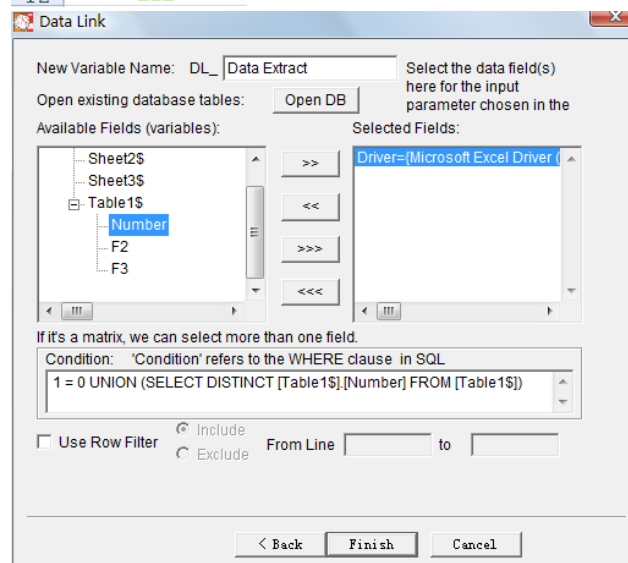 Data Link
New Variable Name: DL_ Data Extract
Select the data field(s)
here for the input
parameter chosen in the
Open existing database tables: Open DB
Available Fields (variables): Selected Fields:
Sheet2$
Sheet3$
Table1$
Number
F2
F3
>>
<<
>>>
<<<
Driver={Microsoft Excel Driver (
If it's a matrix, we can select more than one field.
Condition: 'Condition' refers to the WHERE clause in SQL
1 = 0 UNION (SELECT DISTINCT [Table1$].[Number] FROM [Table1$])
Use Row Filter
Include
Exclude
From Line to
< Back Finish Cancel